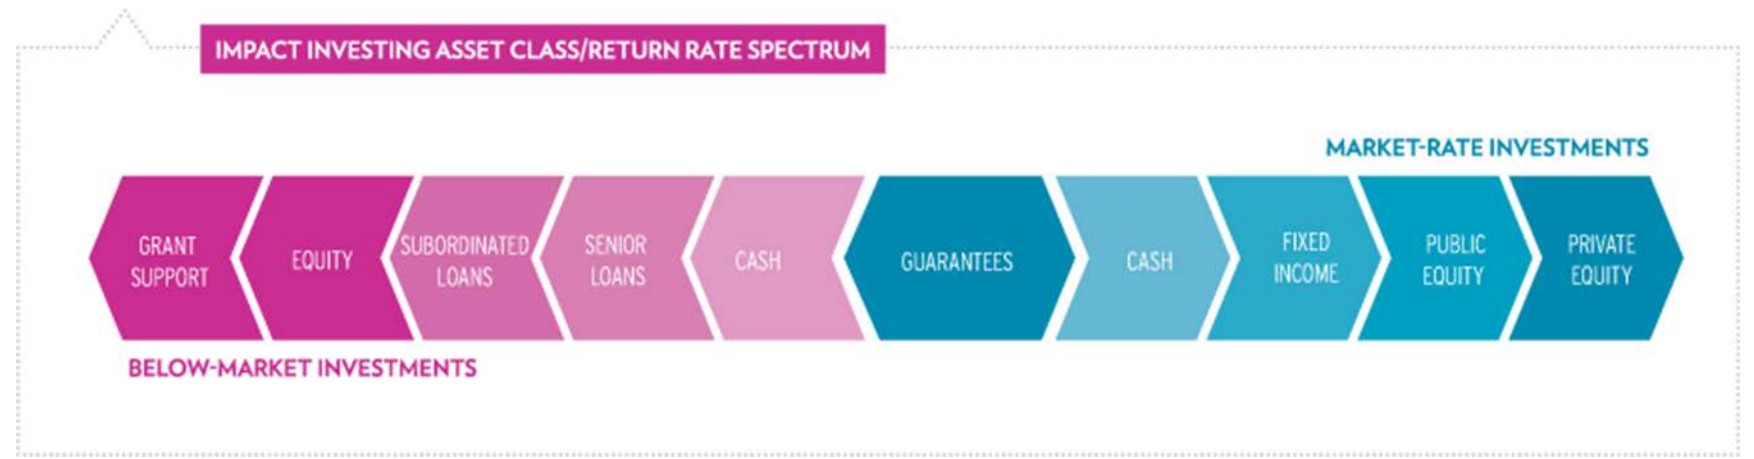 IMPACT INVESTING ASSET CLASS/RETURN RATE SPECTRUM
MARKET-RATE INVESTMENTS
GRANT
SUPPORT
EQUITY
SUBORDINATED
LOANS
SENIOR
LOANS
CASH
GUARANTEES
CASH
FIXED
INCOME
PUBLIC
EQUITY
PRIVATE
EQUITY
BELOW-MARKET INVESTMENTS